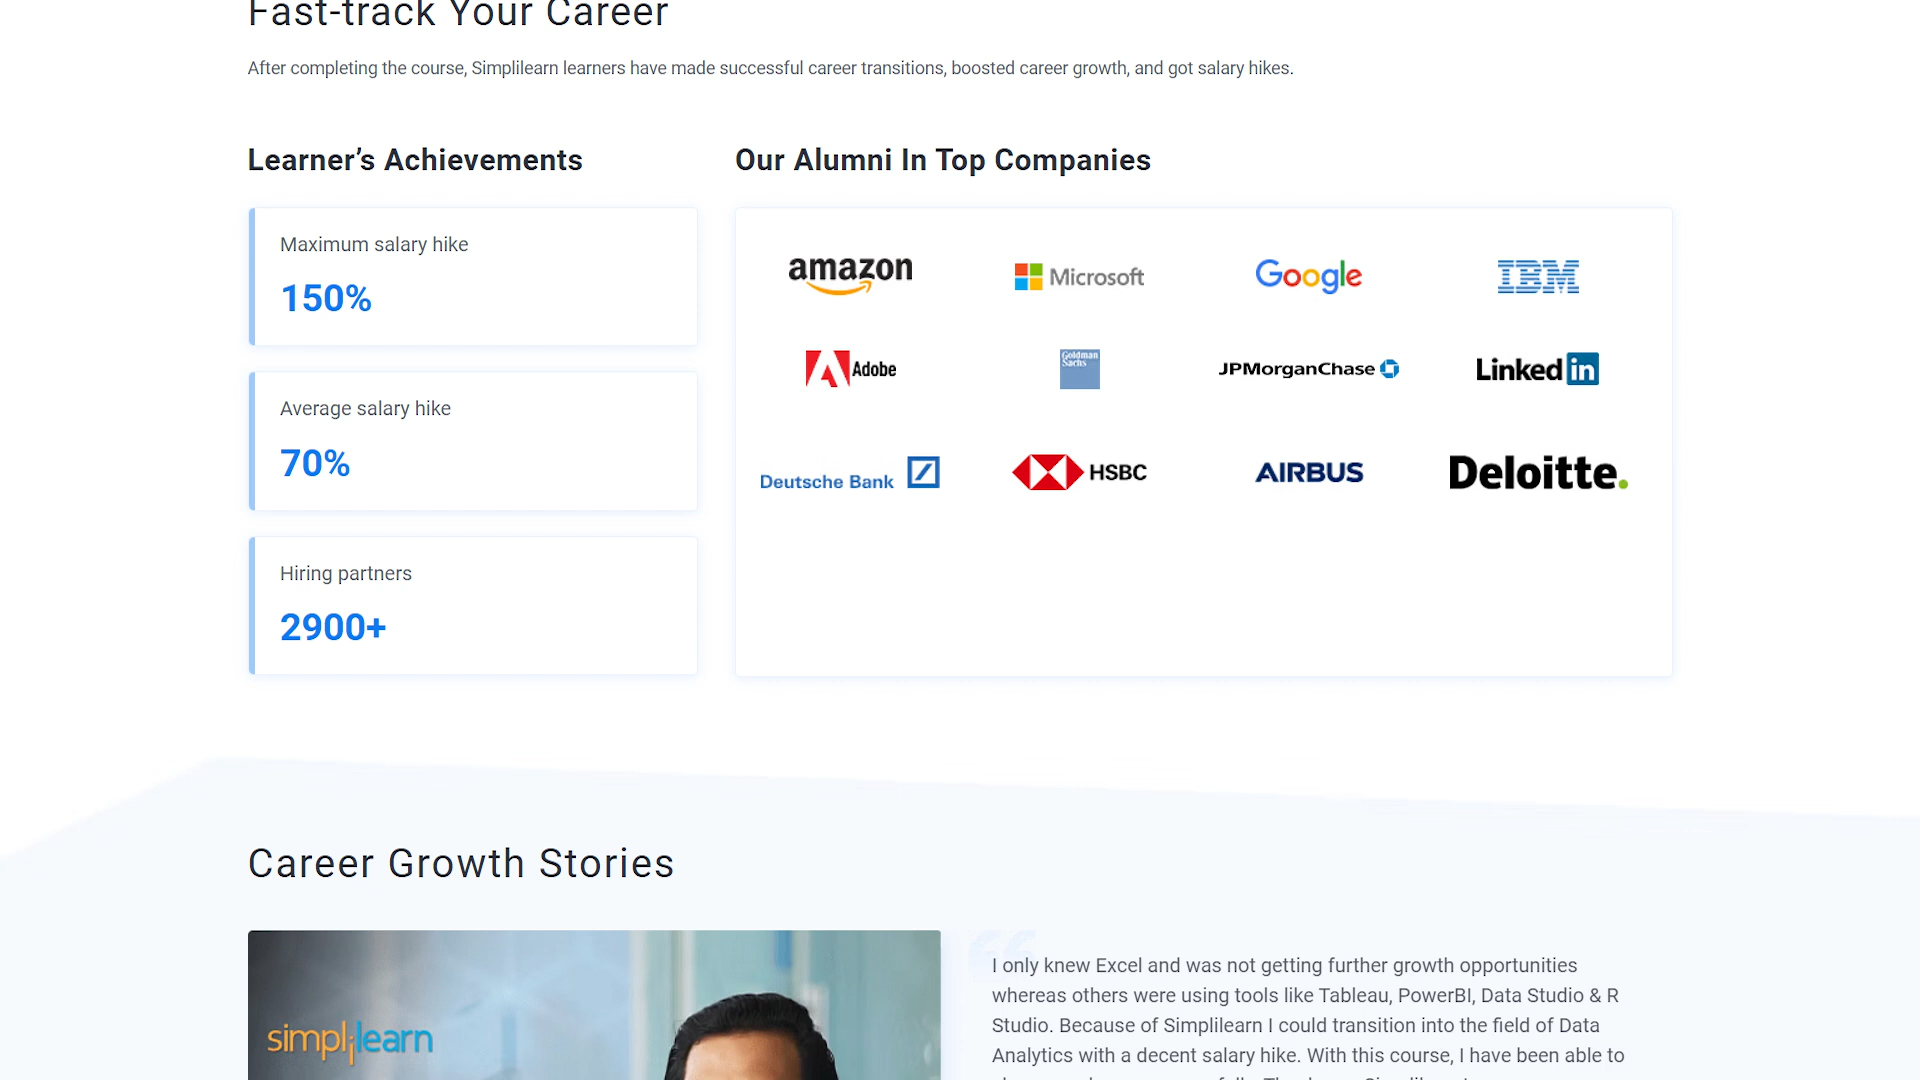 Fast-track Your Career
After completing the course, Simplilearn learners have made successful career transitions, boosted career growth, and got salary hikes.
Learner’s Achievements
Maximum salary hike
150%
Average salary hike
70%
Hiring partners
2900+
Our Alumni In Top Companies
amazon
Microsoft
Google
IBM
Adobe
Goldman
Sachs
JPMorganChase
Linked in
Deutsche Bank
HSBC
AIRBUS
Deloitte.
Career Growth Stories
simplilearn
I only knew Excel and was not getting further growth opportunities
whereas others were using tools like Tableau, PowerBI, Data Studio & R
Studio. Because of Simplilearn I could transition into the field of Data
Analytics with a decent salary hike. With this course, I have been able to